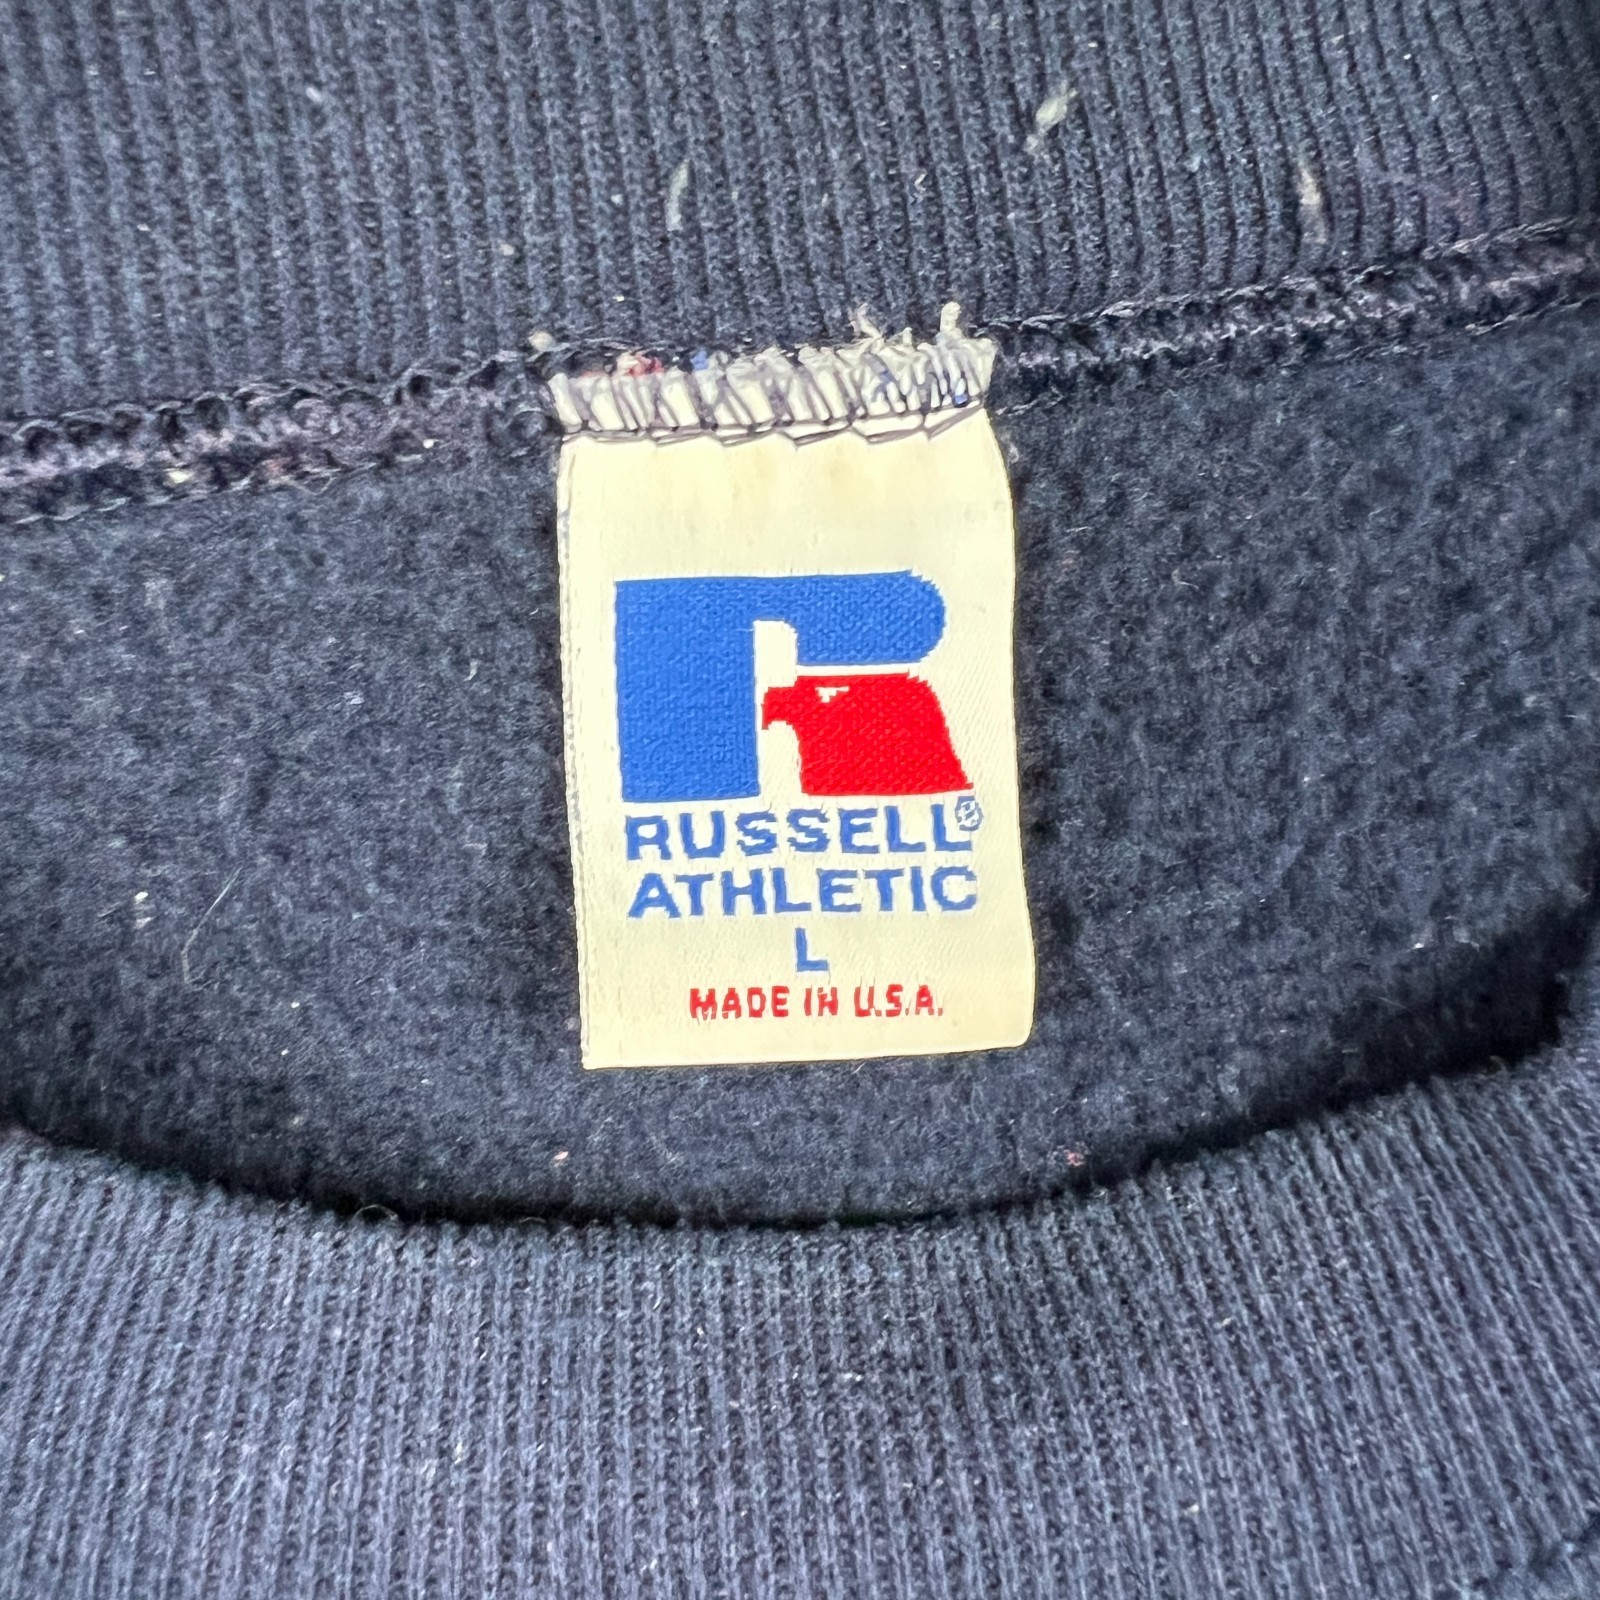 R
RUSSELL®
ATHLETIC
L
MADE IN U.S.A.